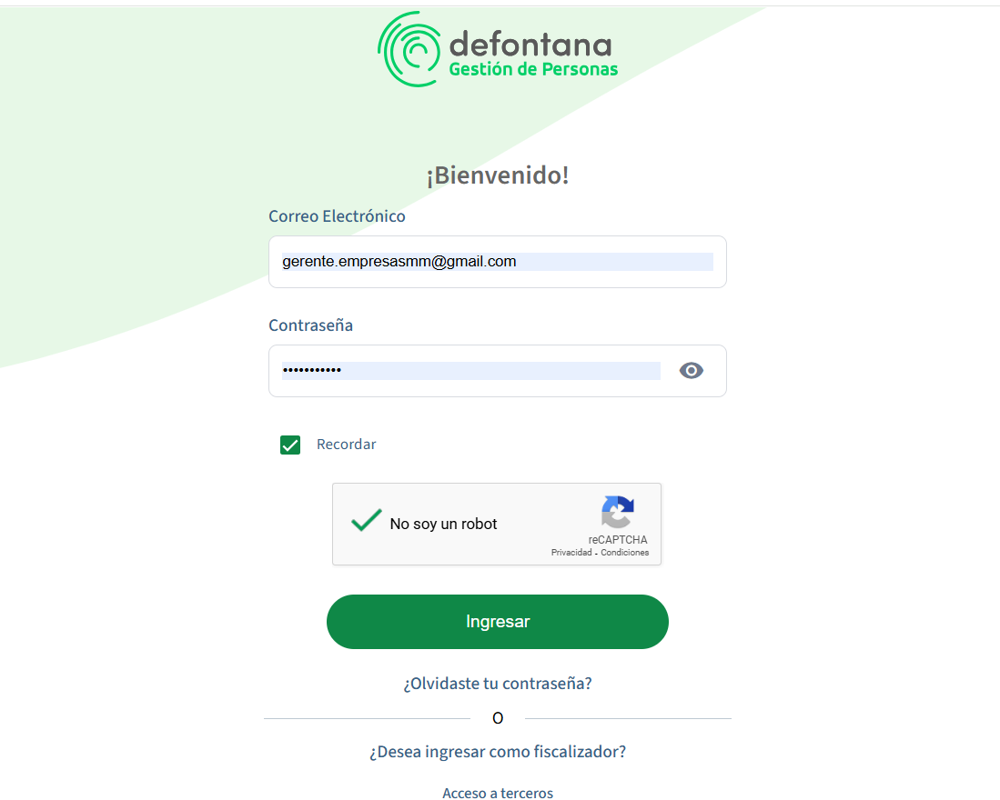 defontana
Gestión de Personas
¡Bienvenido!
Correo Electrónico
gerente.empresasmm@gmail.com
Contraseña
•••••••••••
Recordar
No soy un robot
reCAPTCHA
Privacidad - Condiciones
Ingresar
¿Olvidaste tu contraseña?
O
¿Desea ingresar como fiscalizador?
Acceso a terceros